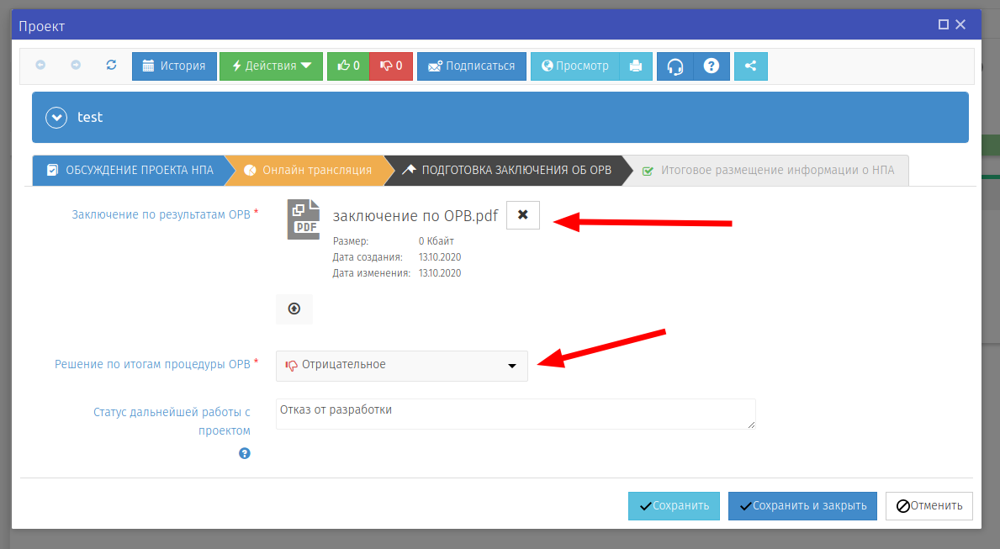 Проект
История
Действия
0
0
Подписаться
Просмотр
test
ОБСУЖДЕНИЕ ПРОЕКТА НПА
Онлайн трансляция
ПОДГОТОВКА ЗАКЛЮЧЕНИЯ ОБ ОРВ
Итоговое размещение информации о НПА
Заключение по результатам ОРВ *
PDF
заключение по ОРВ.pdf
Размер: 0 Кбайт
Дата создания: 13.10.2020
Дата изменения: 13.10.2020
Решение по итогам процедуры ОРВ *
Отрицательное
Статус дальнейшей работы с
проектом
Отказ от разработки
Сохранить
Сохранить и закрыть
Отменить